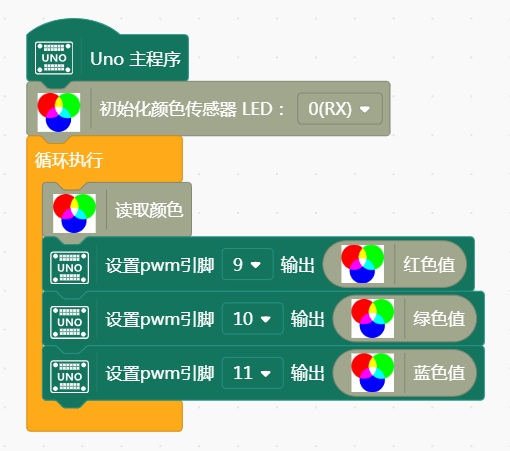 UNO Uno 主程序
初始化颜色传感器 LED： 0(RX)
循环执行
读取颜色
UNO 设置pwm引脚 9 输出 红色值
UNO 设置pwm引脚 10 输出 绿色值
UNO 设置pwm引脚 11 输出 蓝色值